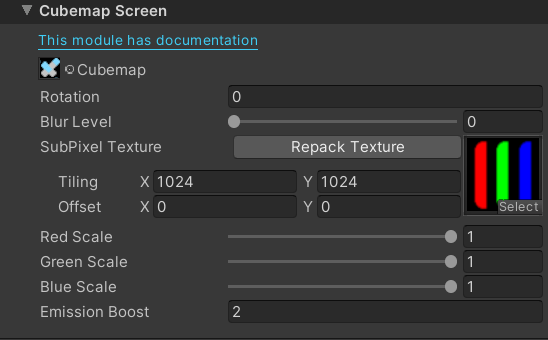 Cubemap Screen
This module has documentation
Cubemap
Rotation 0
Blur Level 0
SubPixel Texture Repack Texture
Tiling X 1024 Y 1024
Offset X 0 Y 0
Select
Red Scale 1
Green Scale 1
Blue Scale 1
Emission Boost 2